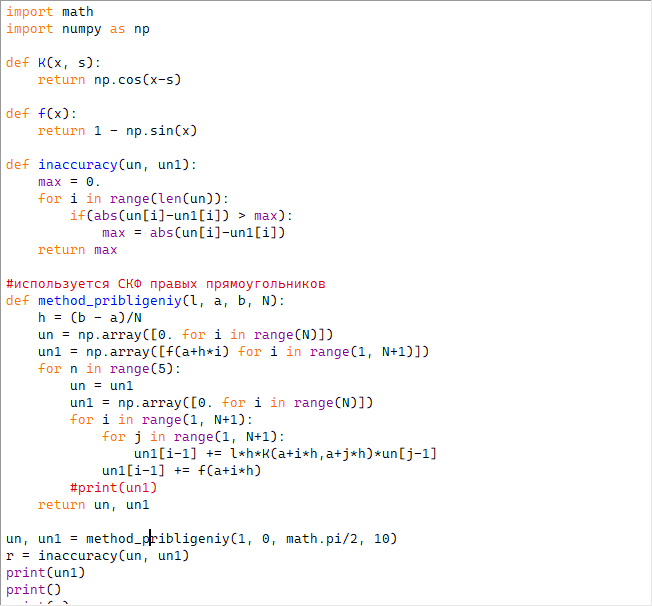 import math
import numpy as np

def K(x, s):
    return np.cos(x-s)

def f(x):
    return 1 - np.sin(x)

def inaccuracy(un, un1):
    max = 0.
    for i in range(len(un)):
        if(abs(un[i]-un1[i]) > max):
            max = abs(un[i]-un1[i])
    return max

#используется СКФ правых прямоугольников
def method_pribligeniy(l, a, b, N):
    h = (b - a)/N
    un = np.array([0. for i in range(N)])
    un1 = np.array([f(a+h*i) for i in range(1, N+1)])
    for n in range(5):
        un = un1
        un1 = np.array([0. for i in range(N)])
        for i in range(1, N+1):
            for j in range(1, N+1):
                un1[i-1] += l*h*K(a+i*h,a+j*h)*un[j-1]
            un1[i-1] += f(a+i*h)
        #print(un1)
    return un, un1

un, un1 = method_pribligeniy(1, 0, math.pi/2, 10)
r = inaccuracy(un, un1)
print(un1)
print()